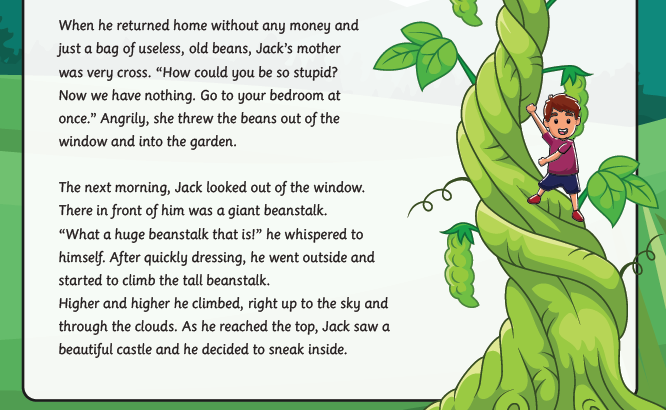 When he returned home without any money and
just a bag of useless, old beans, Jack's mother
was very cross. “How could you be so stupid?
Now we have nothing. Go to your bedroom at
once.” Angrily, she threw the beans out of the
window and into the garden.
The next morning, Jack looked out of the window.
There in front of him was a giant beanstalk.
“What a huge beanstalk that is!” he whispered to
himself. After quickly dressing, he went outside and
started to climb the tall beanstalk.
Higher and higher he climbed, right up to the sky and
through the clouds. As he reached the top, Jack saw a
beautiful castle and he decided to sneak inside.